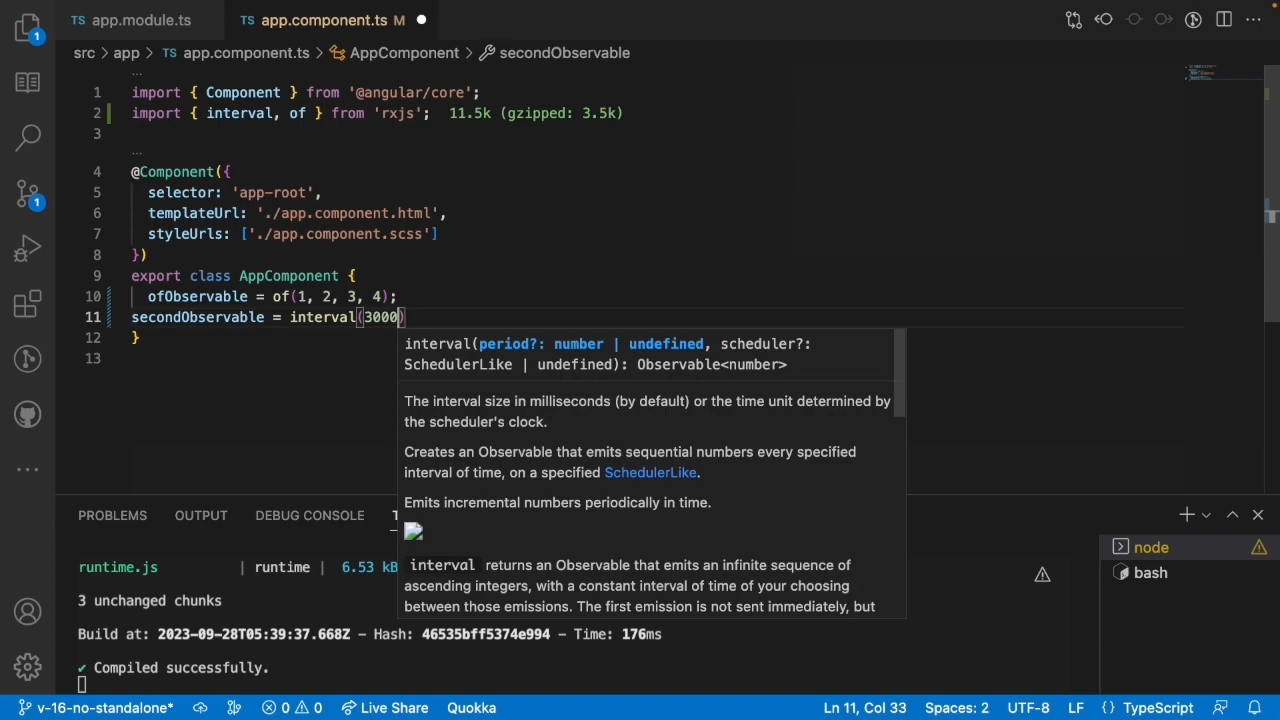 TS app.module.ts
TS app.component.ts M
src > app > TS app.component.ts > AppComponent > secondObservable
...
1 import { Component } from '@angular/core';
2 import { interval, of } from 'rxjs'; 11.5k (gzipped: 3.5k)
3
...
4 @Component({
5 selector: 'app-root',
6 templateUrl: './app.component.html',
7 styleUrls: ['./app.component.scss']
8 })
9 export class AppComponent {
10 ofObservable = of(1, 2, 3, 4);
11 secondObservable = interval(3000)
12 }
13
interval(period?: number | undefined, scheduler?:
SchedulerLike | undefined): Observable<number>
The interval size in milliseconds (by default) or the time unit determined by
the scheduler's clock.
Creates an Observable that emits sequential numbers every specified
interval of time, on a specified SchedulerLike.
Emits incremental numbers periodically in time.
interval returns an Observable that emits an infinite sequence of
ascending integers, with a constant interval of time of your choosing
between those emissions. The first emission is not sent immediately, but
PROBLEMS OUTPUT DEBUG CONSOLE
runtime.js | runtime | 6.53 kB
3 unchanged chunks
Build at: 2023-09-28T05:39:37.668Z - Hash: 46535bff5374e994 - Time: 176ms
✔ Compiled successfully.
node
bash
1
1
v-16-no-standalone* 0 0 Live Share Quokka Ln 11, Col 33 Spaces: 2 UTF-8 LF {} TypeScript